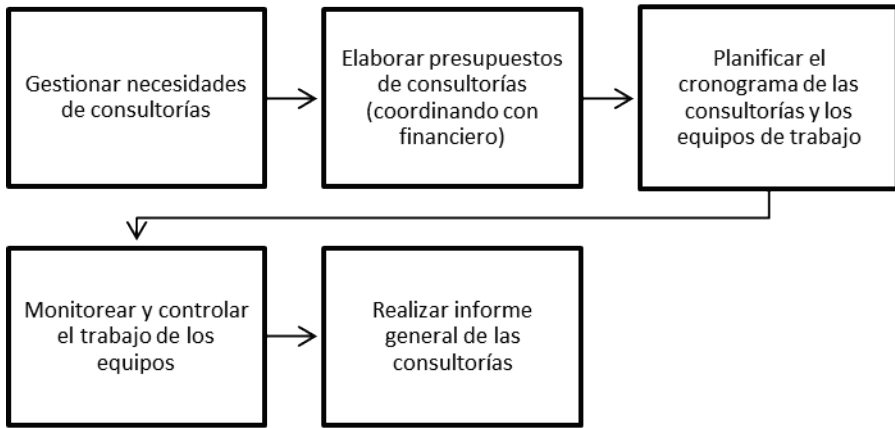 Gestionar necesidades
de consultorías
Elaborar presupuestos
de consultorías
(coordinando con
financiero)
Planificar el
cronograma de las
consultorías y los
equipos de trabajo
Monitorear y controlar
el trabajo de los
equipos
Realizar informe
general de las
consultorías